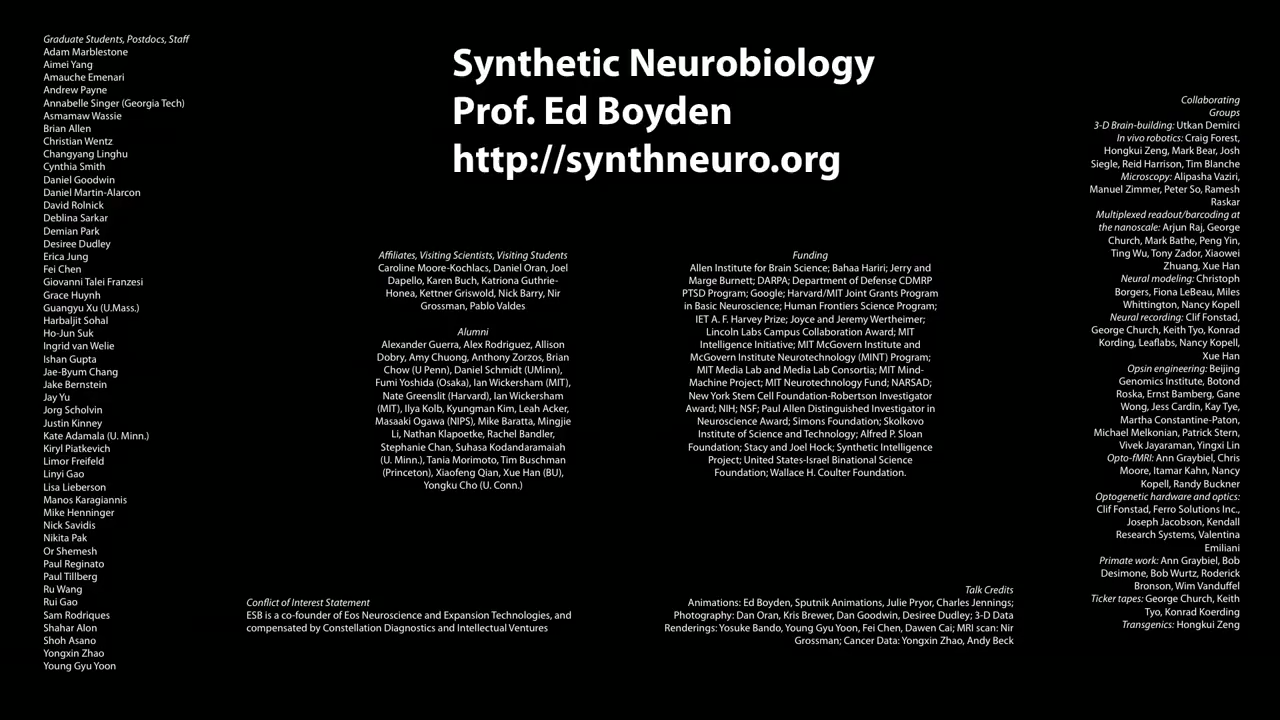 Graduate Students, Postdocs, Staff
Adam Marblestone
Aimei Yang
Amauche Emenari
Andrew Payne
Annabelle Singer (Georgia Tech)
Asmamaw Wassie
Brian Allen
Christian Wentz
Changyang Linghu
Cynthia Smith
Daniel Goodwin
Daniel Martin-Alarcon
David Rolnick
Deblina Sarkar
Demian Park
Desiree Dudley
Erica Jung
Fei Chen
Giovanni Talei Franzesi
Grace Huynh
Guangyu Xu (U.Mass.)
Harbaljit Sohal
Ho-Jun Suk
Ingrid van Welie
Ishan Gupta
Jae-Byum Chang
Jake Bernstein
Jay Yu
Jorg Scholvin
Justin Kinney
Kate Adamala (U. Minn.)
Kiryl Piatkevich
Limor Freifeld
Linyi Gao
Lisa Lieberson
Manos Karagiannis
Mike Henninger
Nick Savidis
Nikita Pak
Or Shemesh
Paul Reginato
Paul Tillberg
Ru Wang
Rui Gao
Sam Rodriques
Shahar Alon
Shoh Asano
Yongxin Zhao
Young Gyu Yoon
Synthetic Neurobiology
Prof. Ed Boyden
http://synthneuro.org
Affiliates, Visiting Scientists, Visiting Students
Caroline Moore-Kochlacs, Daniel Oran, Joel
Dapello, Karen Buch, Katriona Guthrie-
Honea, Kettner Griswold, Nick Barry, Nir
Grossman, Pablo Valdes
Alumni
Alexander Guerra, Alex Rodriguez, Allison
Dobry, Amy Chuong, Anthony Zorzos, Brian
Chow (U Penn), Daniel Schmidt (UMinn),
Fumi Yoshida (Osaka), Ian Wickersham (MIT),
Nate Greenslit (Harvard), Ian Wickersham
(MIT), Ilya Kolb, Kyungman Kim, Leah Acker,
Masaaki Ogawa (NIPS), Mike Baratta, Mingjie
Li, Nathan Klapoetke, Rachel Bandler,
Stephanie Chan, Suhasa Kodandaramaiah
(U. Minn.), Tania Morimoto, Tim Buschman
(Princeton), Xiaofeng Qian, Xue Han (BU),
Yongku Cho (U. Conn.)
Funding
Allen Institute for Brain Science; Bahaa Hariri; Jerry and
Marge Burnett; DARPA; Department of Defense CDMRP
PTSD Program; Google; Harvard/MIT Joint Grants Program
in Basic Neuroscience; Human Frontiers Science Program;
IET A. F. Harvey Prize; Joyce and Jeremy Wertheimer;
Lincoln Labs Campus Collaboration Award; MIT
Intelligence Initiative; MIT McGovern Institute and
McGovern Institute Neurotechnology (MINT) Program;
MIT Media Lab and Media Lab Consortia; MIT Mind-
Machine Project; MIT Neurotechnology Fund; NARSAD;
New York Stem Cell Foundation-Robertson Investigator
Award; NIH; NSF; Paul Allen Distinguished Investigator in
Neuroscience Award; Simons Foundation; Skolkovo
Institute of Science and Technology; Alfred P. Sloan
Foundation; Stacy and Joel Hock; Synthetic Intelligence
Project; United States-Israel Binational Science
Foundation; Wallace H. Coulter Foundation.
Collaborating
Groups
3-D Brain-building: Utkan Demirci
In vivo robotics: Craig Forest,
Hongkui Zeng, Mark Bear, Josh
Siegle, Reid Harrison, Tim Blanche
Microscopy: Alipasha Vaziri,
Manuel Zimmer, Peter So, Ramesh
Raskar
Multiplexed readout/barcoding at
the nanoscale: Arjun Raj, George
Church, Mark Bathe, Peng Yin,
Ting Wu, Tony Zador, Xiaowei
Zhuang, Xue Han
Neural modeling: Christoph
Borgers, Fiona LeBeau, Miles
Whittington, Nancy Kopell
Neural recording: Clif Fonstad,
George Church, Keith Tyo, Konrad
Kording, Leaflabs, Nancy Kopell,
Xue Han
Opsin engineering: Beijing
Genomics Institute, Botond
Roska, Ernst Bamberg, Gane
Wong, Jess Cardin, Kay Tye,
Martha Constantine-Paton,
Michael Melkonian, Patrick Stern,
Vivek Jayaraman, Yingxi Lin
Opto-fMRI: Ann Graybiel, Chris
Moore, Itamar Kahn, Nancy
Kopell, Randy Buckner
Optogenetic hardware and optics:
Clif Fonstad, Ferro Solutions Inc.,
Joseph Jacobson, Kendall
Research Systems, Valentina
Emiliani
Primate work: Ann Graybiel, Bob
Desimone, Bob Wurtz, Roderick
Bronson, Wim Vanduffel
Ticker tapes: George Church, Keith
Tyo, Konrad Koerding
Transgenics: Hongkui Zeng
Conflict of Interest Statement
ESB is a co-founder of Eos Neuroscience and Expansion Technologies, and
compensated by Constellation Diagnostics and Intellectual Ventures
Talk Credits
Animations: Ed Boyden, Sputnik Animations, Julie Pryor, Charles Jennings;
Photography: Dan Oran, Kris Brewer, Dan Goodwin, Desiree Dudley; 3-D Data
Renderings: Yosuke Bando, Young Gyu Yoon, Fei Chen, Dawen Cai; MRI scan: Nir
Grossman; Cancer Data: Yongxin Zhao, Andy Beck